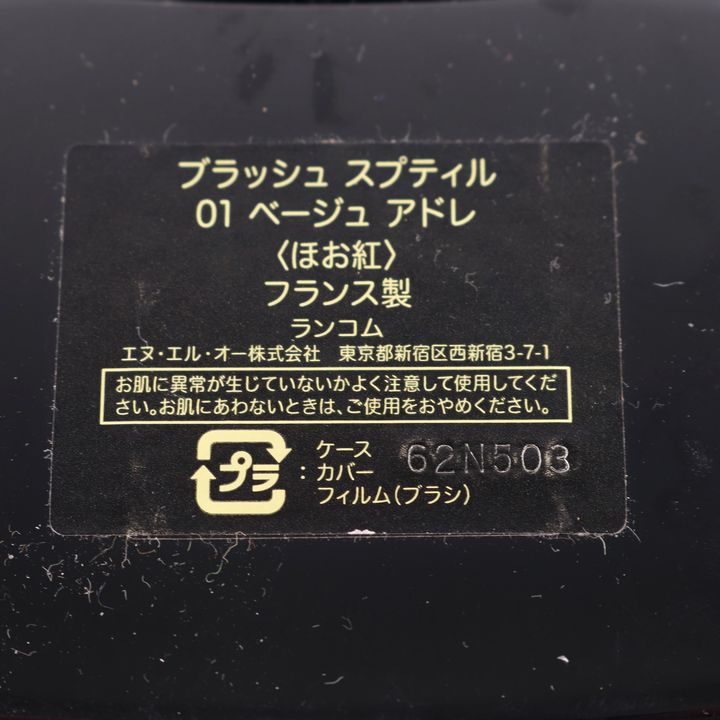 ブラッシュ スプティル
01 ベージュ アドレ
〈ほお紅〉
フランス製
ランコム
エヌ・エル・オー株式会社 東京都新宿区西新宿3-7-1
お肌に異常が生じていないかよく注意して使用してくだ
さい。お肌にあわないときは、ご使用をおやめください。
プラ : ケース
カバー
フィルム(ブラシ)
62N503